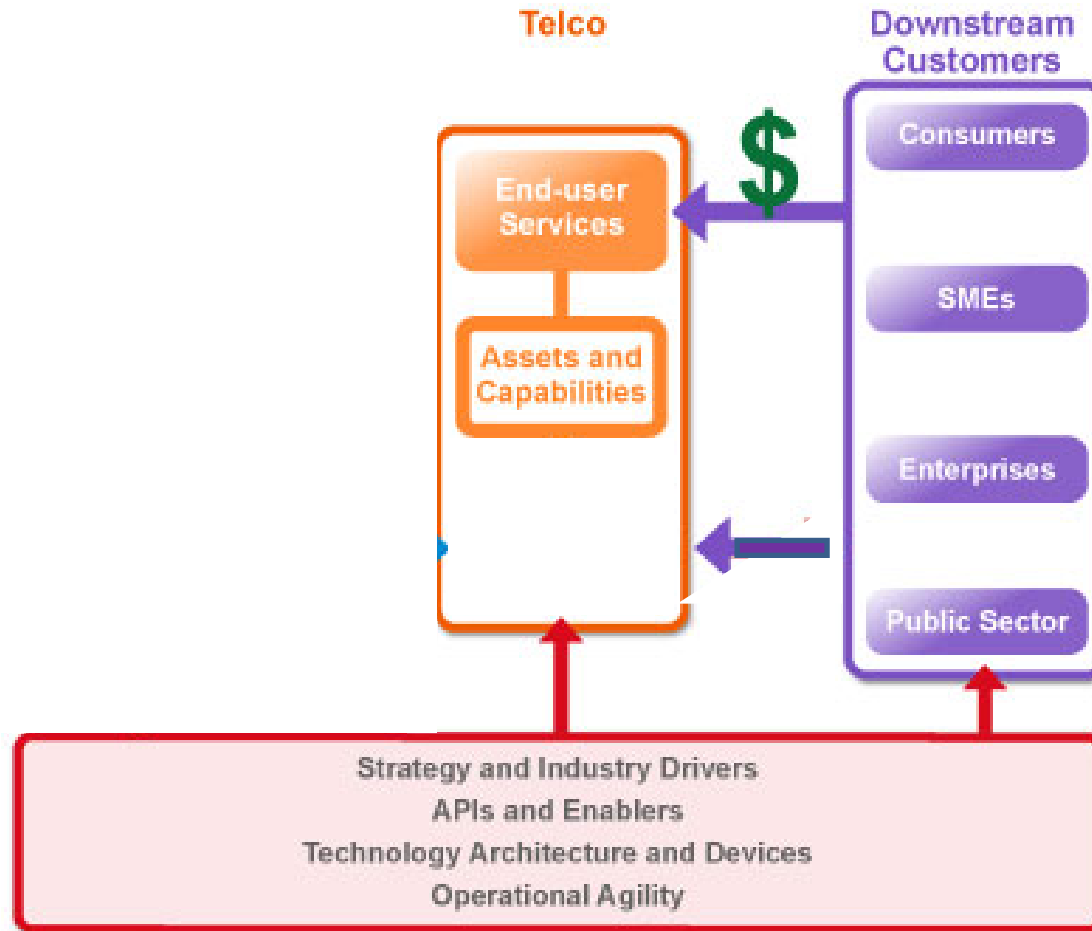 Telco
Downstream
Customers
Consumers
$
End-user
Services
SMEs
Assets and
Capabilities
Enterprises
Public Sector
Strategy and Industry Drivers
APIs and Enablers
Technology Architecture and Devices
Operational Agility